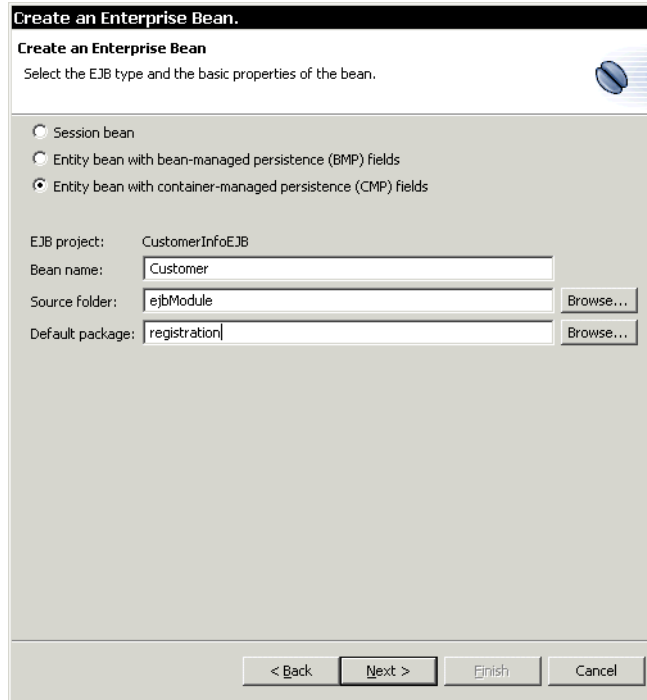 Create an Enterprise Bean.
Create an Enterprise Bean
Select the EJB type and the basic properties of the bean.
Session bean
Entity bean with bean-managed persistence (BMP) fields
Entity bean with container-managed persistence (CMP) fields
EJB project: CustomerInfoEJB
Bean name: Customer
Source folder: ejbModule Browse...
Default package: registration Browse...
< Back Next > Finish Cancel